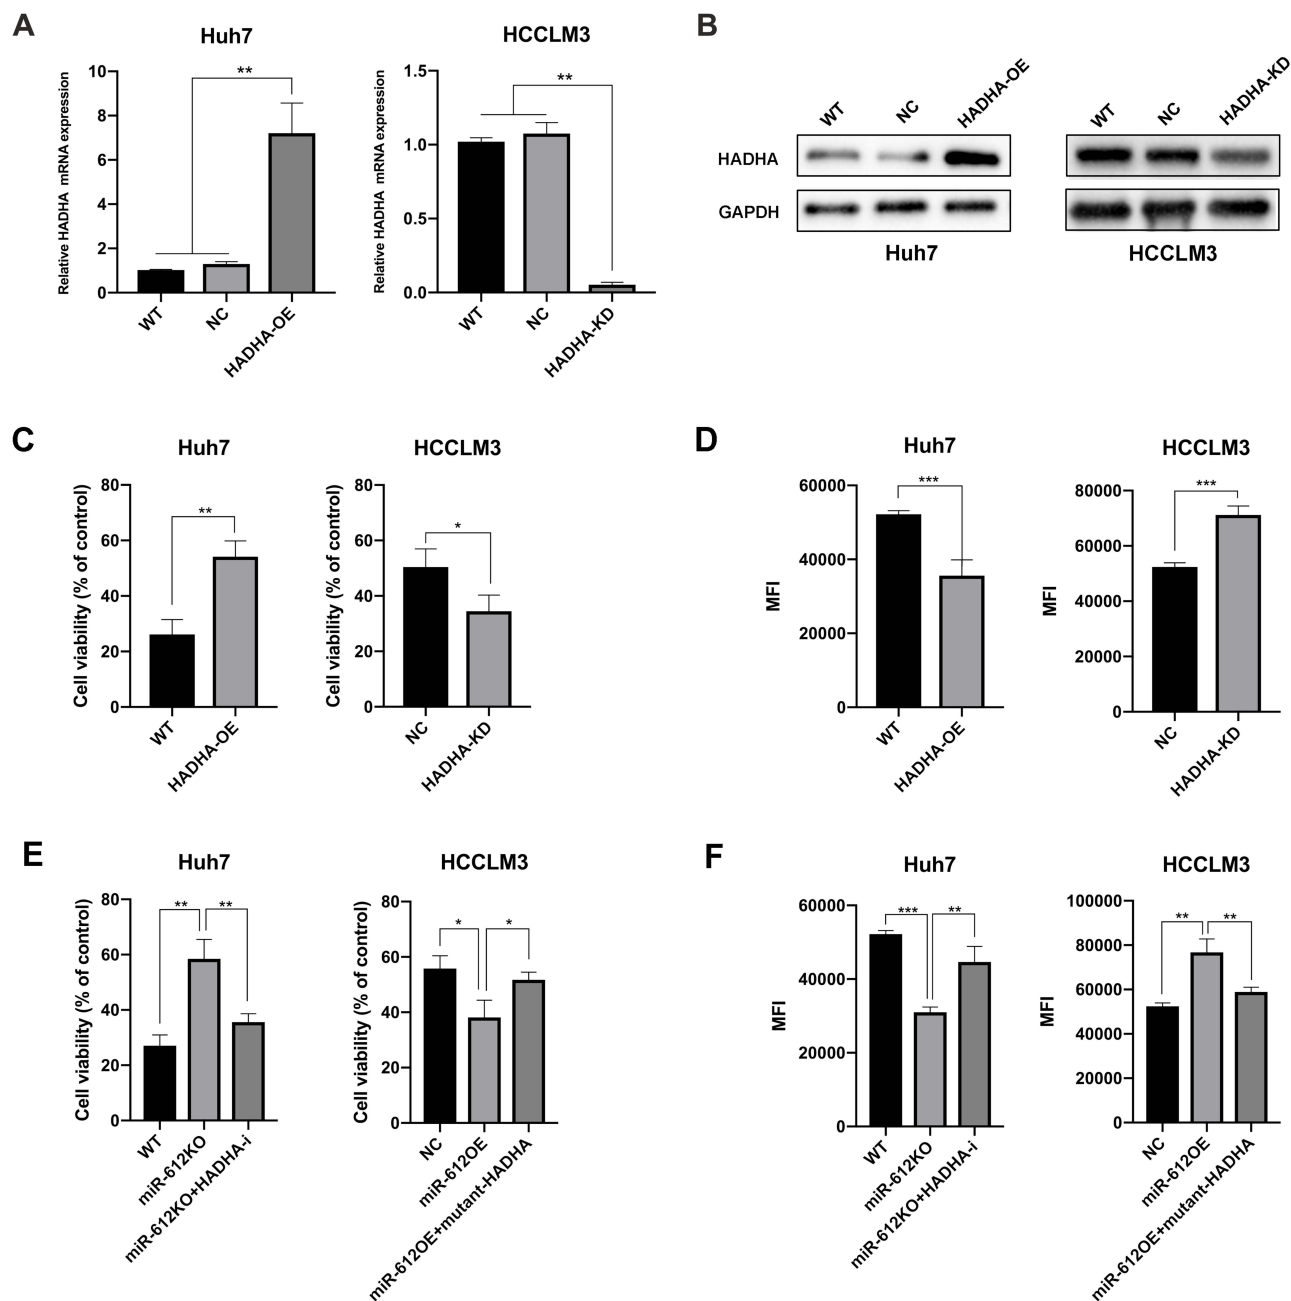 A
Huh7
HCCLM3
Relative HADHA mRNA expression
10
8
6
4
2
0
**
WT
NC
HADHA-OE
Relative HADHA mRNA expression
1.5
1.0
0.5
0.0
**
WT
NC
HADHA-KD
B
WT
NC
HADHA-OE
WT
NC
HADHA-KD
HADHA
GAPDH
Huh7
HCCLM3
C
Huh7
Cell viability (% of control)
80
60
40
20
0
**
WT
HADHA-OE
HCCLM3
Cell viability (% of control)
80
60
40
20
0
*
NC
HADHA-KD
D
Huh7
MFI
60000
40000
20000
0
***
WT
HADHA-OE
HCCLM3
MFI
80000
60000
40000
20000
0
***
NC
HADHA-KD
E
Huh7
Cell viability (% of control)
80
60
40
20
0
**
**
WT
miR-612KO
miR-612KO+HADHA-i
HCCLM3
Cell viability (% of control)
80
60
40
20
0
*
*
NC
miR-612OE
miR-612OE+mutant-HADHA
F
Huh7
MFI
60000
40000
20000
0
***
**
WT
miR-612KO
miR-612KO+HADHA-i
HCCLM3
MFI
100000
80000
60000
40000
20000
0
**
**
NC
miR-612OE
miR-612OE+mutant-HADHA